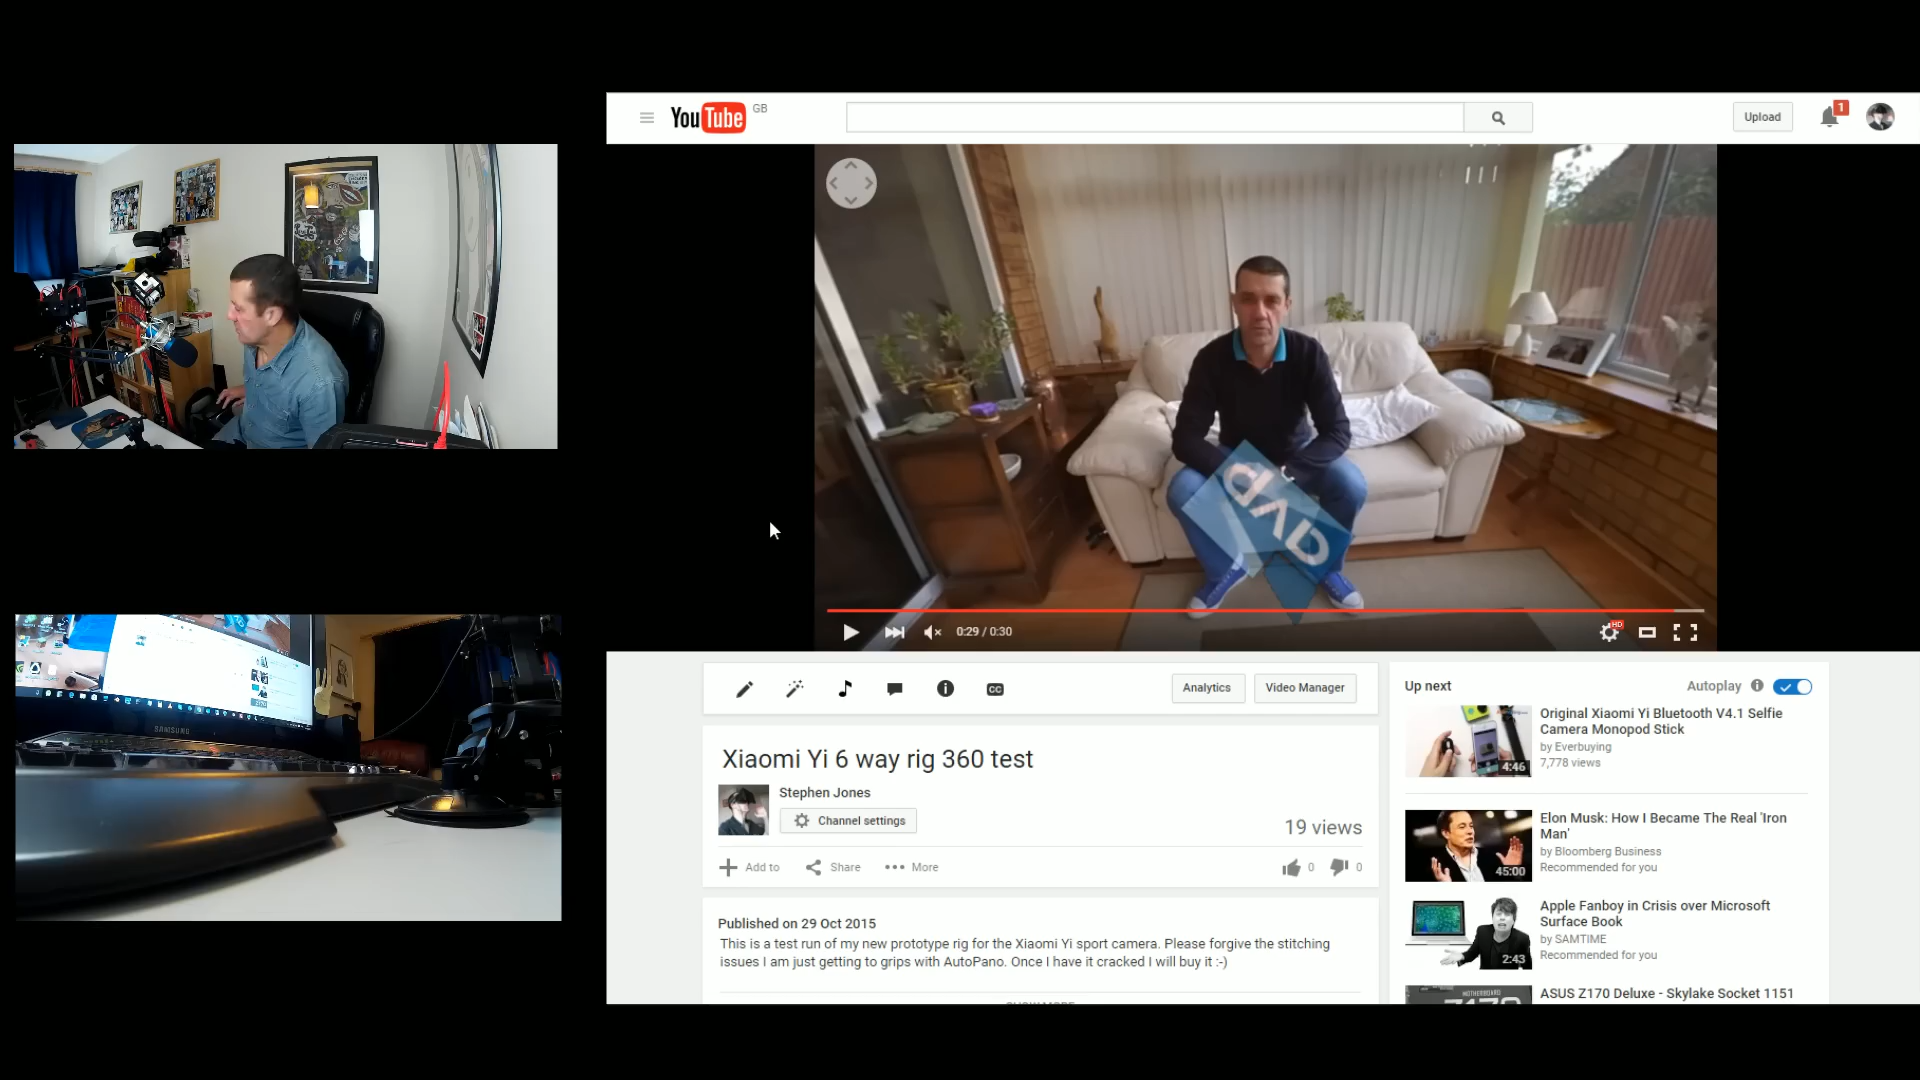 YouTube GB
Upload
1
0:29 / 0:30
HD
SAMSUNG
CC
Analytics
Video Manager
Xiaomi Yi 6 way rig 360 test
Stephen Jones
Channel settings
19 views
Add to
Share
More
0
0
Published on 29 Oct 2015
This is a test run of my new prototype rig for the Xiaomi Yi sport camera. Please forgive the stitching
issues I am just getting to grips with AutoPano. Once I have it cracked I will buy it :-)
Up next
Autoplay
Original Xiaomi Yi Bluetooth V4.1 Selfie
Camera Monopod Stick
by Everbuying
7,778 views
4:46
Elon Musk: How I Became The Real 'Iron
Man'
by Bloomberg Business
Recommended for you
45:00
Apple Fanboy in Crisis over Microsoft
Surface Book
by SAMTIME
Recommended for you
2:43
ASUS Z170 Deluxe - Skylake Socket 1151
MOTHERBOARD